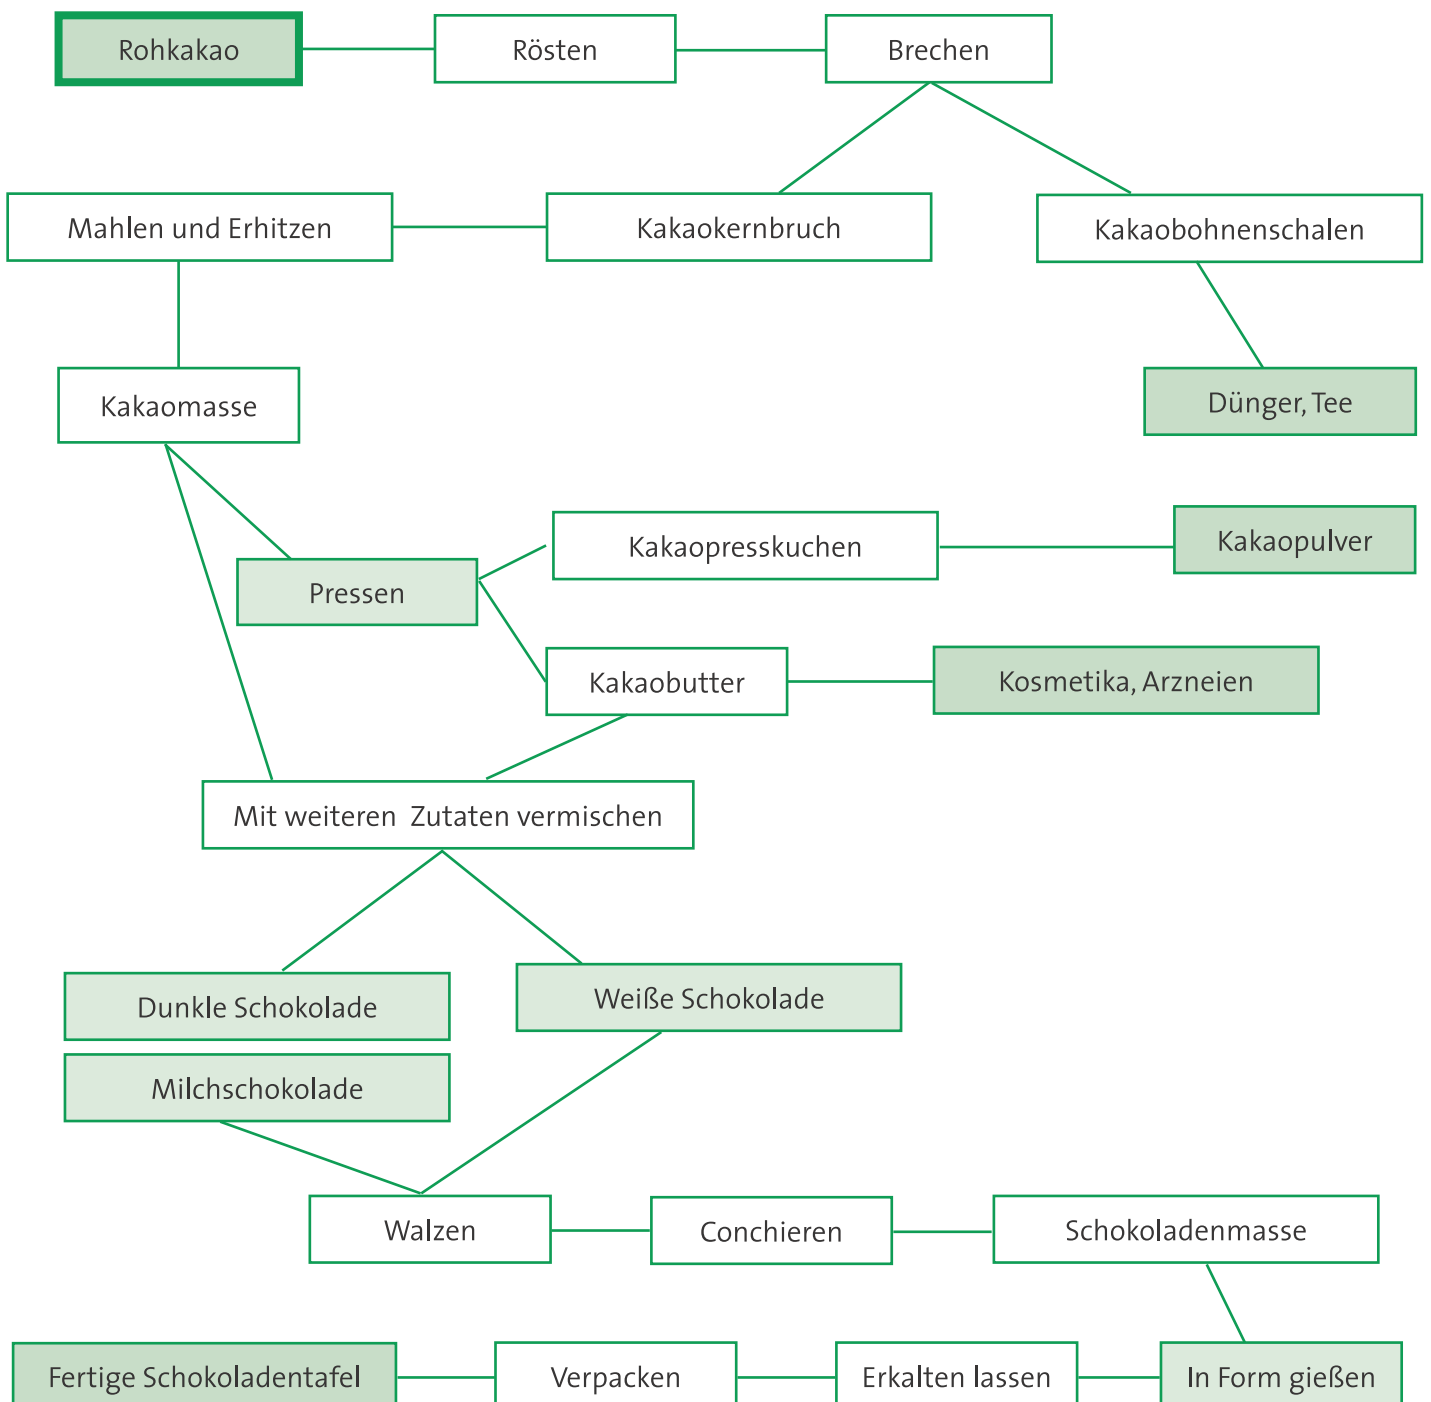 Rohkakao
Rösten
Brechen
Mahlen und Erhitzen
Kakaokernbruch
Kakaobohnenschalen
Kakaomasse
Dünger, Tee
Kakaopresskuchen
Kakaopulver
Pressen
Kakaobutter
Kosmetika, Arzneien
Mit weiteren Zutaten vermischen
Dunkle Schokolade
Weiße Schokolade
Milchschokolade
Walzen
Conchieren
Schokoladenmasse
Fertige Schokoladentafel
Verpacken
Erkalten lassen
In Form gießen